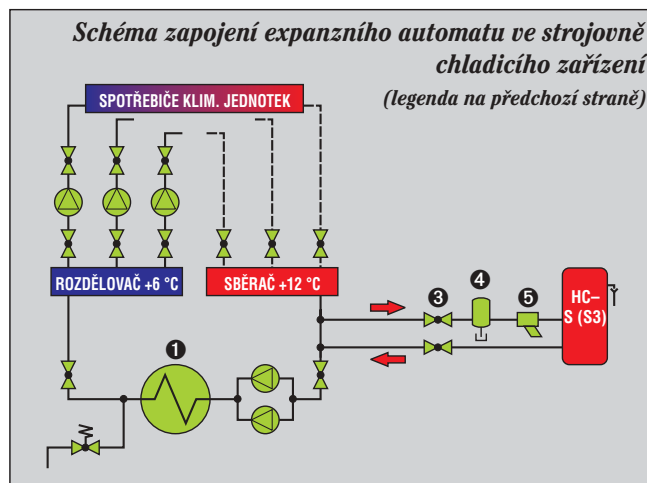 Schéma zapojení expanzního automatu ve strojovně
chladicího zařízení
(legenda na předchozí straně)
SPOTŘEBIČE KLIM. JEDNOTEK
ROZDĚLOVAČ +6 °C
SBĚRAČ +12 °C
❸
❹
❺
HC–
S (S3)
❶